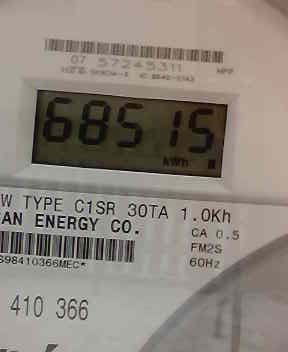 07 57245311
68515
kWh
W TYPE C1SR 30TA 1.0Kh
AN ENERGY CO.
CA 0.5
FM2S
60Hz
S98410366MEC*
410 366